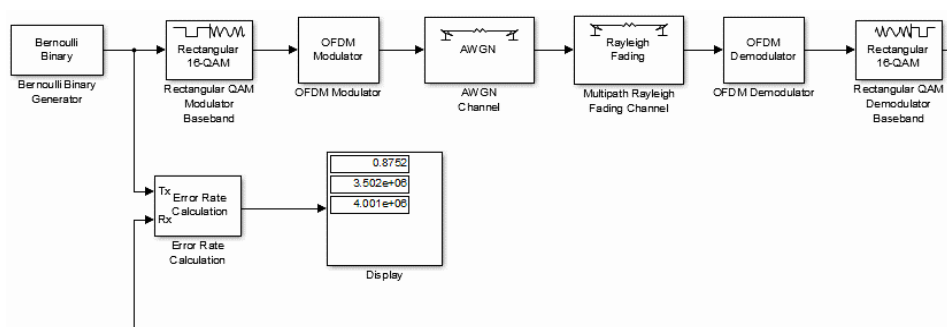 Bernoulli
Binary
Bernoulli Binary
Generator
Rectangular
16-QAM
Rectangular QAM
Modulator
Baseband
OFDM
Modulator
OFDM Modulator
AWGN
AWGN
Channel
Rayleigh
Fading
Multipath Rayleigh
Fading Channel
OFDM
Demodulator
OFDM Demodulator
Rectangular
16-QAM
Rectangular QAM
Demodulator
Baseband
Tx
Rx
Error Rate
Calculation
Error Rate
Calculation
0.8752
3.502e+06
4.001e+06
Display